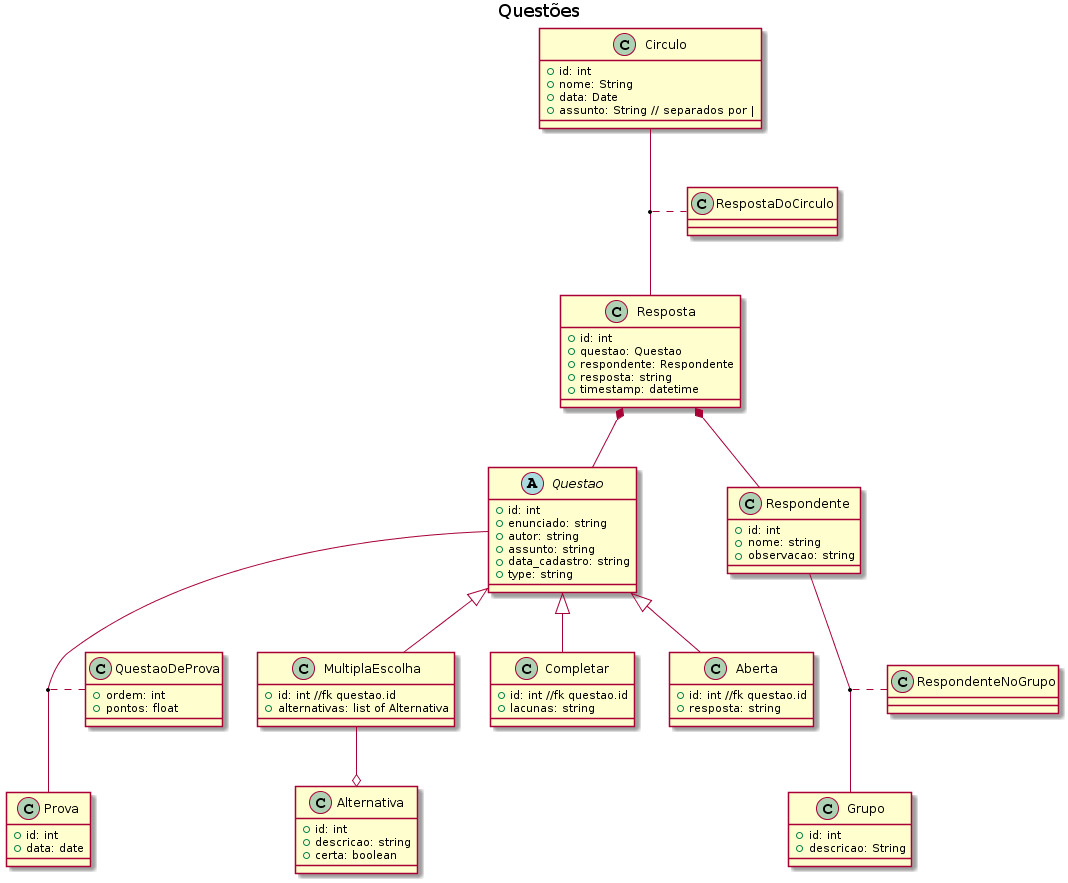 Questões
C Circulo
id: int
nome: String
data: Date
assunto: String // separados por |
C RespostaDoCirculo
C Resposta
id: int
questao: Questao
respondente: Respondente
resposta: string
timestamp: datetime
A Questao
id: int
enunciado: string
autor: string
assunto: string
data_cadastro: string
type: string
C Respondente
id: int
nome: string
observacao: string
C QuestaoDeProva
ordem: int
pontos: float
C MultiplaEscolha
id: int //fk questao.id
alternativas: list of Alternativa
C Completar
id: int //fk questao.id
lacunas: string
C Aberta
id: int //fk questao.id
resposta: string
C RespondenteNoGrupo
C Prova
id: int
data: date
C Alternativa
id: int
descricao: string
certa: boolean
C Grupo
id: int
descricao: String